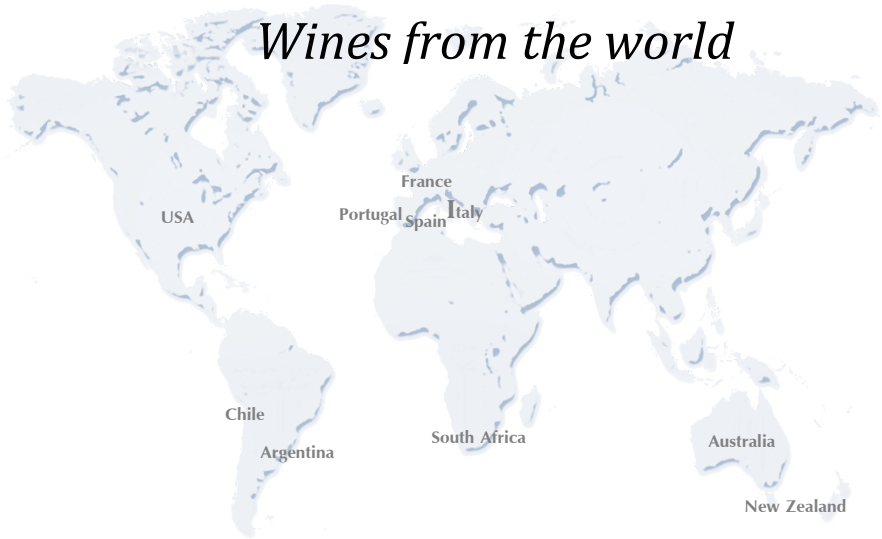 Wines from the world
France
USA
Portugal
Spain
Italy
Chile
Argentina
South Africa
Australia
New Zealand